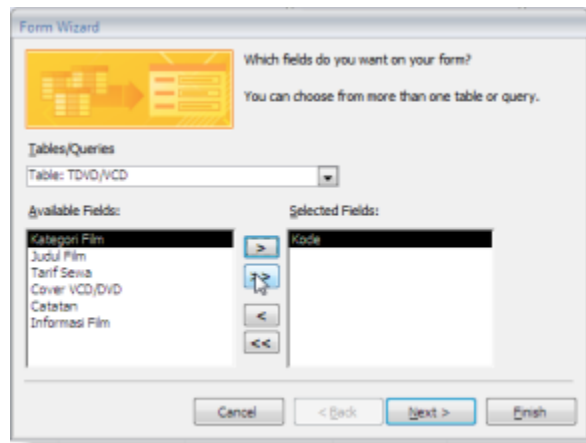 Form Wizard
Which fields do you want on your form?
You can choose from more than one table or query.
Tables/Queries
Table: TDVD/VCD
Available Fields:
Selected Fields:
Kategori Film
Judul Film
Tarif Sewa
Cover VCD/DVD
Catatan
Informasi Film
>
>>
<
<<
Kode
Cancel
< Back
Next >
Finish